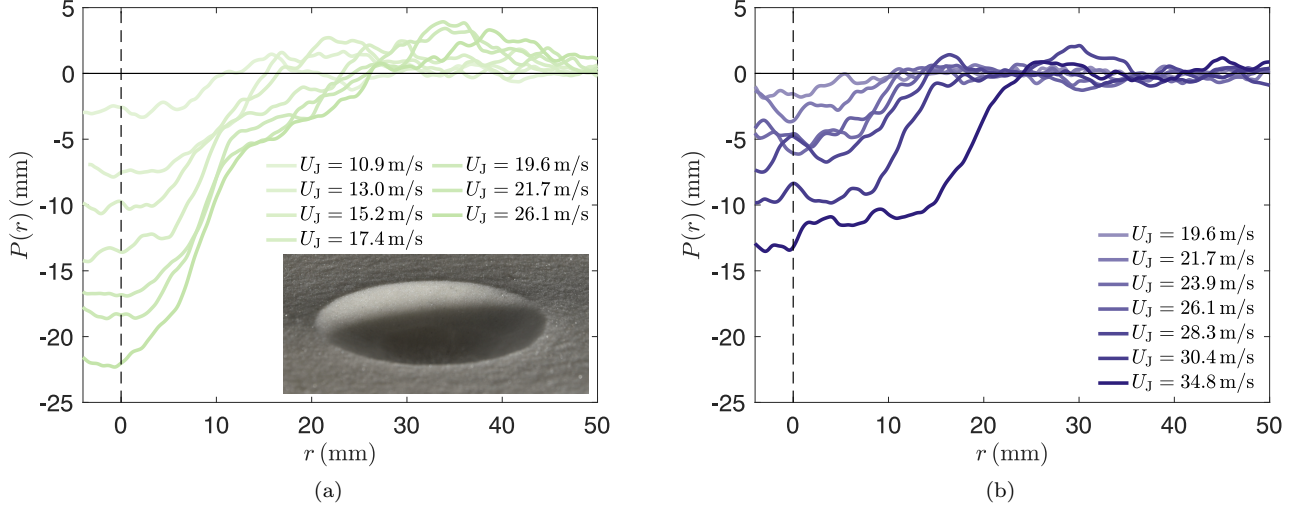 5
0
-5
-10
-15
-20
-25
P(r) (mm)
0 10 20 30 40 50
r (mm)
U_J = 10.9 m/s U_J = 19.6 m/s
U_J = 13.0 m/s U_J = 21.7 m/s
U_J = 15.2 m/s U_J = 26.1 m/s
U_J = 17.4 m/s
(a)
5
0
-5
-10
-15
-20
-25
P(r) (mm)
0 10 20 30 40 50
r (mm)
U_J = 19.6 m/s
U_J = 21.7 m/s
U_J = 23.9 m/s
U_J = 26.1 m/s
U_J = 28.3 m/s
U_J = 30.4 m/s
U_J = 34.8 m/s
(b)